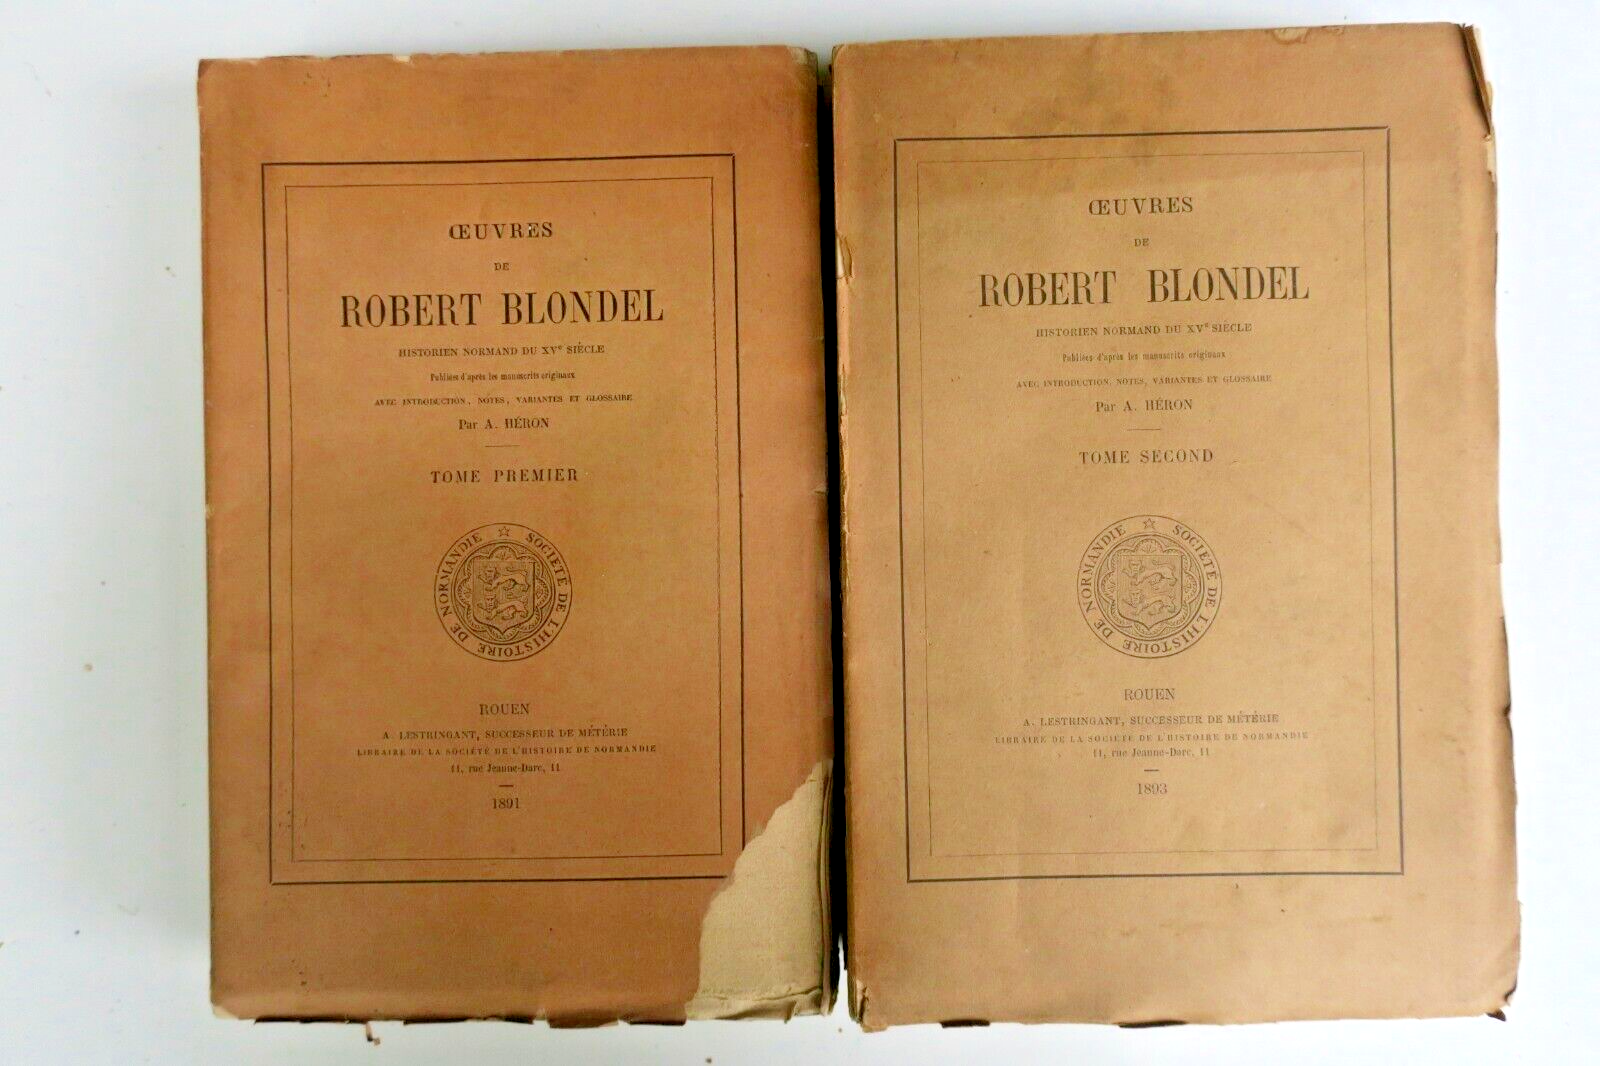 ŒUVRES
DE
ROBERT BLONDEL
HISTORIEN NORMAND DU XVe SIÈCLE
Publiées d'après les manuscrits originaux
AVEC INTRODUCTION, NOTES, VARIANTES ET GLOSSAIRE
Par A. HÉRON
TOME PREMIER
SOCIÉTÉ DE L'HISTOIRE DE NORMANDIE
ROUEN
A. LESTRINGANT, SUCCESSEUR DE MÉTÉRIE
LIBRAIRE DE LA SOCIÉTÉ DE L'HISTOIRE DE NORMANDIE
11, rue Jeanne-Darc, 11
1891
ŒUVRES
DE
ROBERT BLONDEL
HISTORIEN NORMAND DU XVe SIÈCLE
Publiées d'après les manuscrits originaux
AVEC INTRODUCTION, NOTES, VARIANTES ET GLOSSAIRE
Par A. HÉRON
TOME SECOND
SOCIÉTÉ DE L'HISTOIRE DE NORMANDIE
ROUEN
A. LESTRINGANT, SUCCESSEUR DE MÉTÉRIE
LIBRAIRE DE LA SOCIÉTÉ DE L'HISTOIRE DE NORMANDIE
11, rue Jeanne-Darc, 11
1893